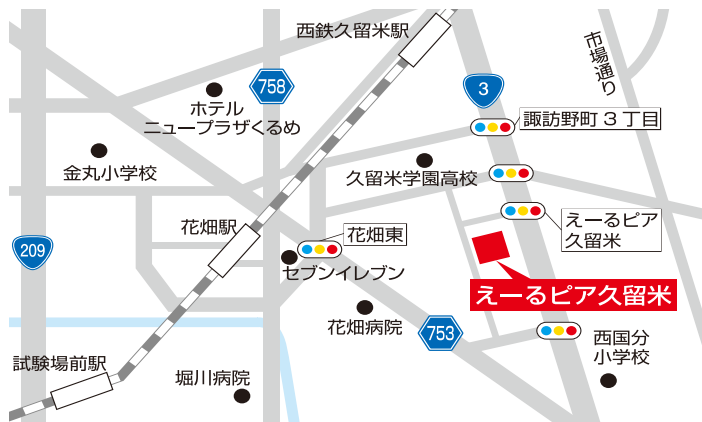 西鉄久留米駅
市場通り
758
3
ホテル
ニュープラザくるめ
諏訪野町3丁目
金丸小学校
久留米学園高校
花畑駅
花畑東
えーるピア
久留米
209
セブンイレブン
えーるピア久留米
花畑病院
753
西国分
小学校
試験場前駅
堀川病院